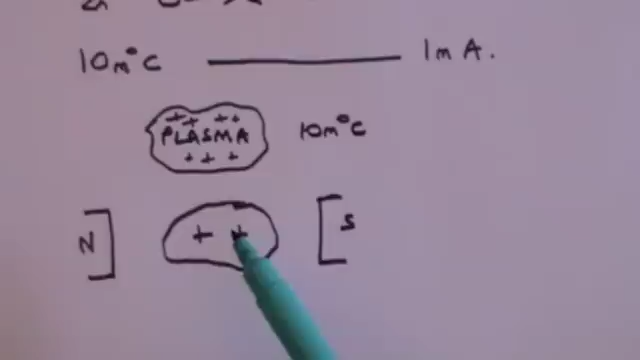 10m°C 1mA.
++ ++
PLASMA 10m°C
+ + +
N + + S